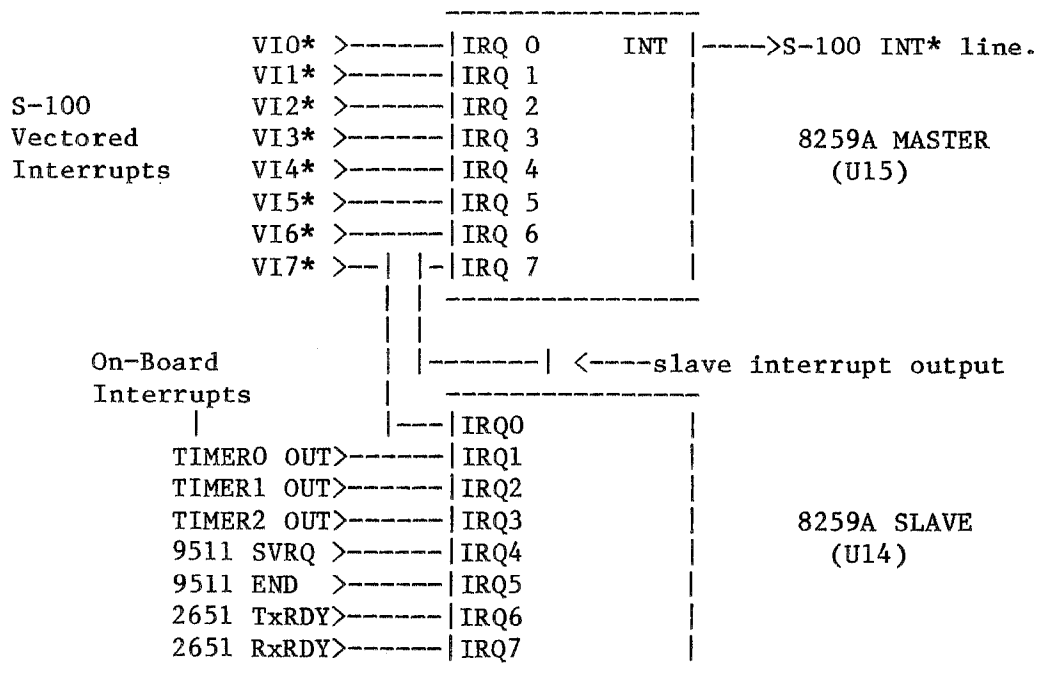 ----------------
               VI0* >------|IRQ 0     INT  |---->S-100 INT* line.
               VI1* >------|IRQ 1          |
S-100          VI2* >------|IRQ 2          |
Vectored       VI3* >------|IRQ 3          |      8259A MASTER
Interrupts     VI4* >------|IRQ 4          |        (U15)
               VI5* >------|IRQ 5          |
               VI6* >------|IRQ 6          |
               VI7* >--| |-|IRQ 7          |
                       | |  ----------------
                       | |
     On-Board          | |-------| <----slave interrupt output
     Interrupts        |    ----------------
           |           |---|IRQ0           |
          TIMER0 OUT>------|IRQ1           |
          TIMER1 OUT>------|IRQ2           |
          TIMER2 OUT>------|IRQ3           |      8259A SLAVE
          9511 SVRQ >------|IRQ4           |        (U14)
          9511 END  >------|IRQ5           |
          2651 TxRDY>------|IRQ6           |
          2651 RxRDY>------|IRQ7           |